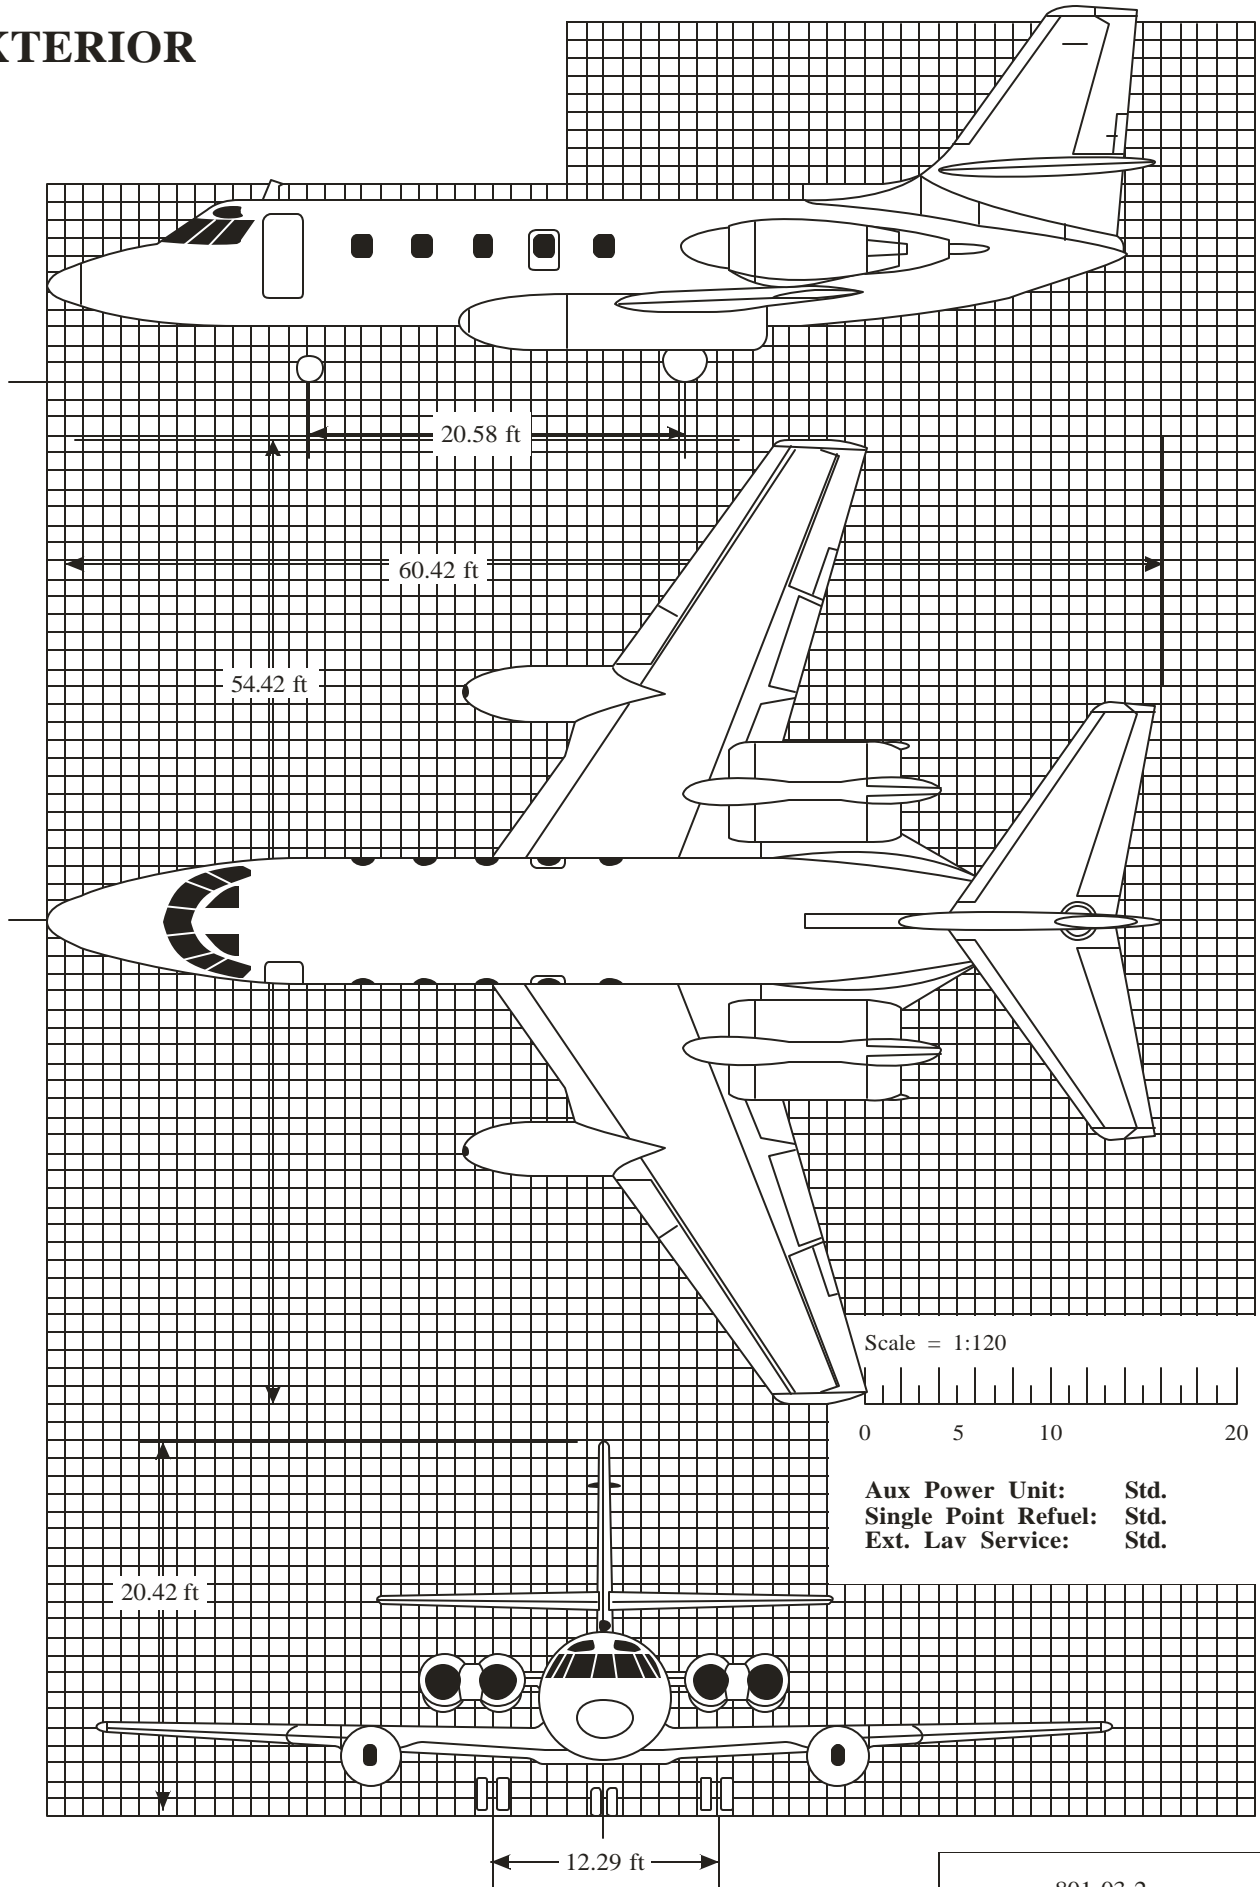 XTERIOR
20.58 ft
60.42 ft
54.42 ft
Scale = 1:120
0 5 10 20
Aux Power Unit: Std.
Single Point Refuel: Std.
Ext. Lav Service: Std.
20.42 ft
12.29 ft